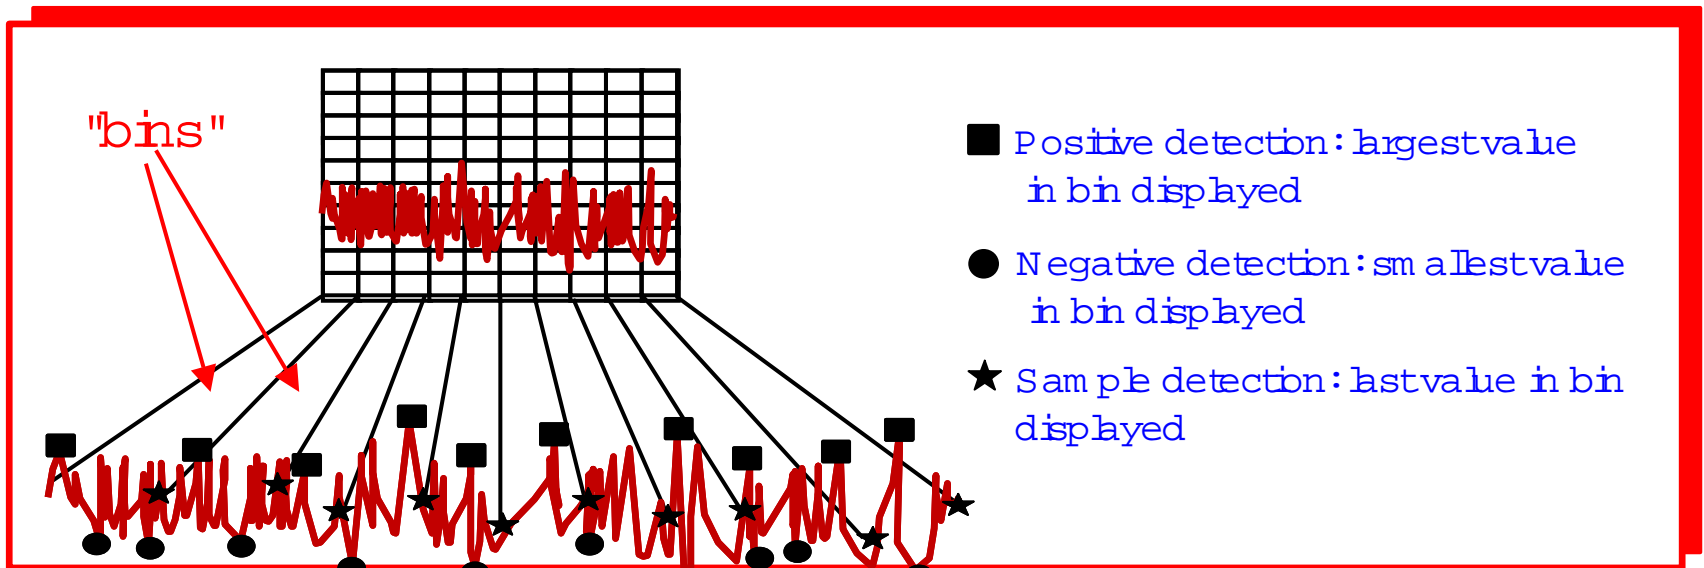 "bins"
Positive detection: largest value
in bin displayed
Negative detection: smallest value
in bin displayed
Sample detection: last value in bin
displayed